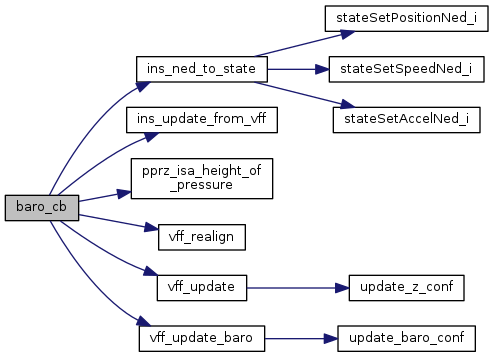 stateSetPositionNed_i
ins_ned_to_state
stateSetSpeedNed_i
ins_update_from_vff
stateSetAccelNed_i
pprz_isa_height_of
_pressure
baro_cb
vff_realign
vff_update
update_z_conf
vff_update_baro
update_baro_conf